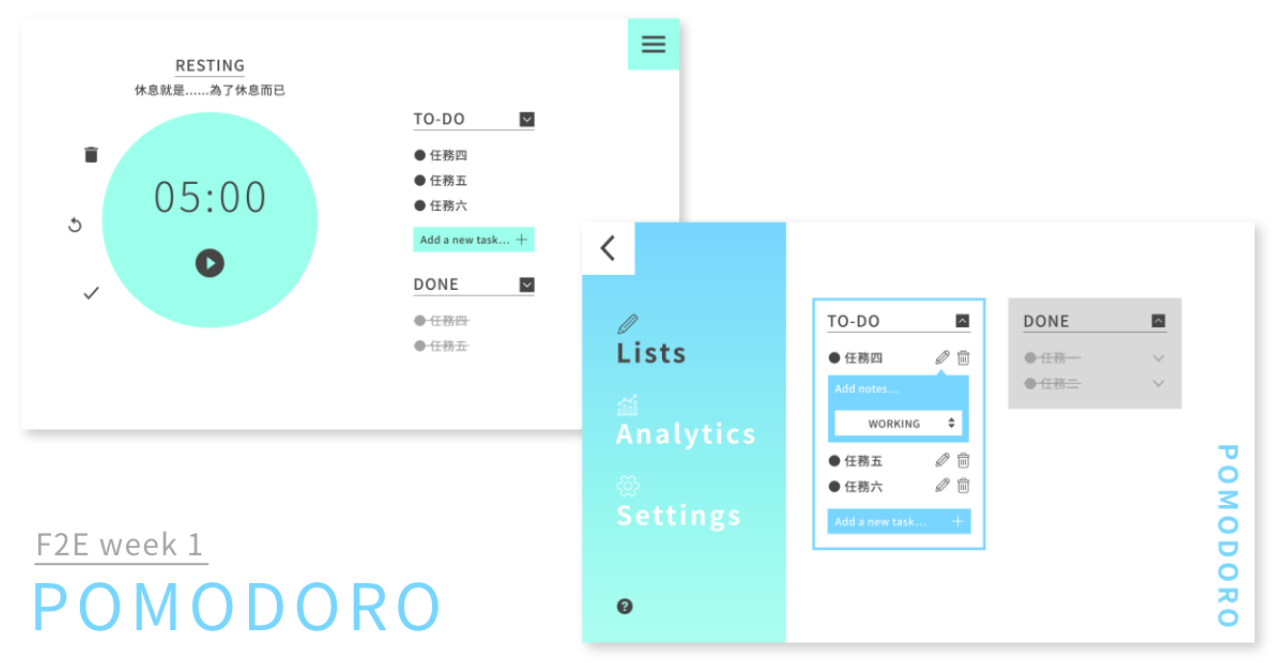 RESTING
休息就是......為了休息而已
05:00
TO-DO
任務四
任務五
任務六
Add a new task... +
DONE
任務四
任務五
Lists
Analytics
Settings
?
TO-DO
任務四
Add notes...
WORKING
任務五
任務六
Add a new task... +
DONE
任務一
任務二
POMODORO
F2E week 1
POMODORO